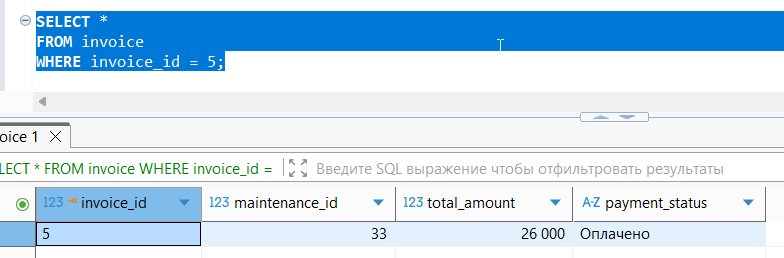 SELECT *
FROM invoice
WHERE invoice_id = 5;
oice 1
LECT * FROM invoice WHERE invoice_id =
Введите SQL выражение чтобы отфильтровать результаты
123 invoice_id 123 maintenance_id 123 total_amount A-Z payment_status
5 33 26 000 Оплачено